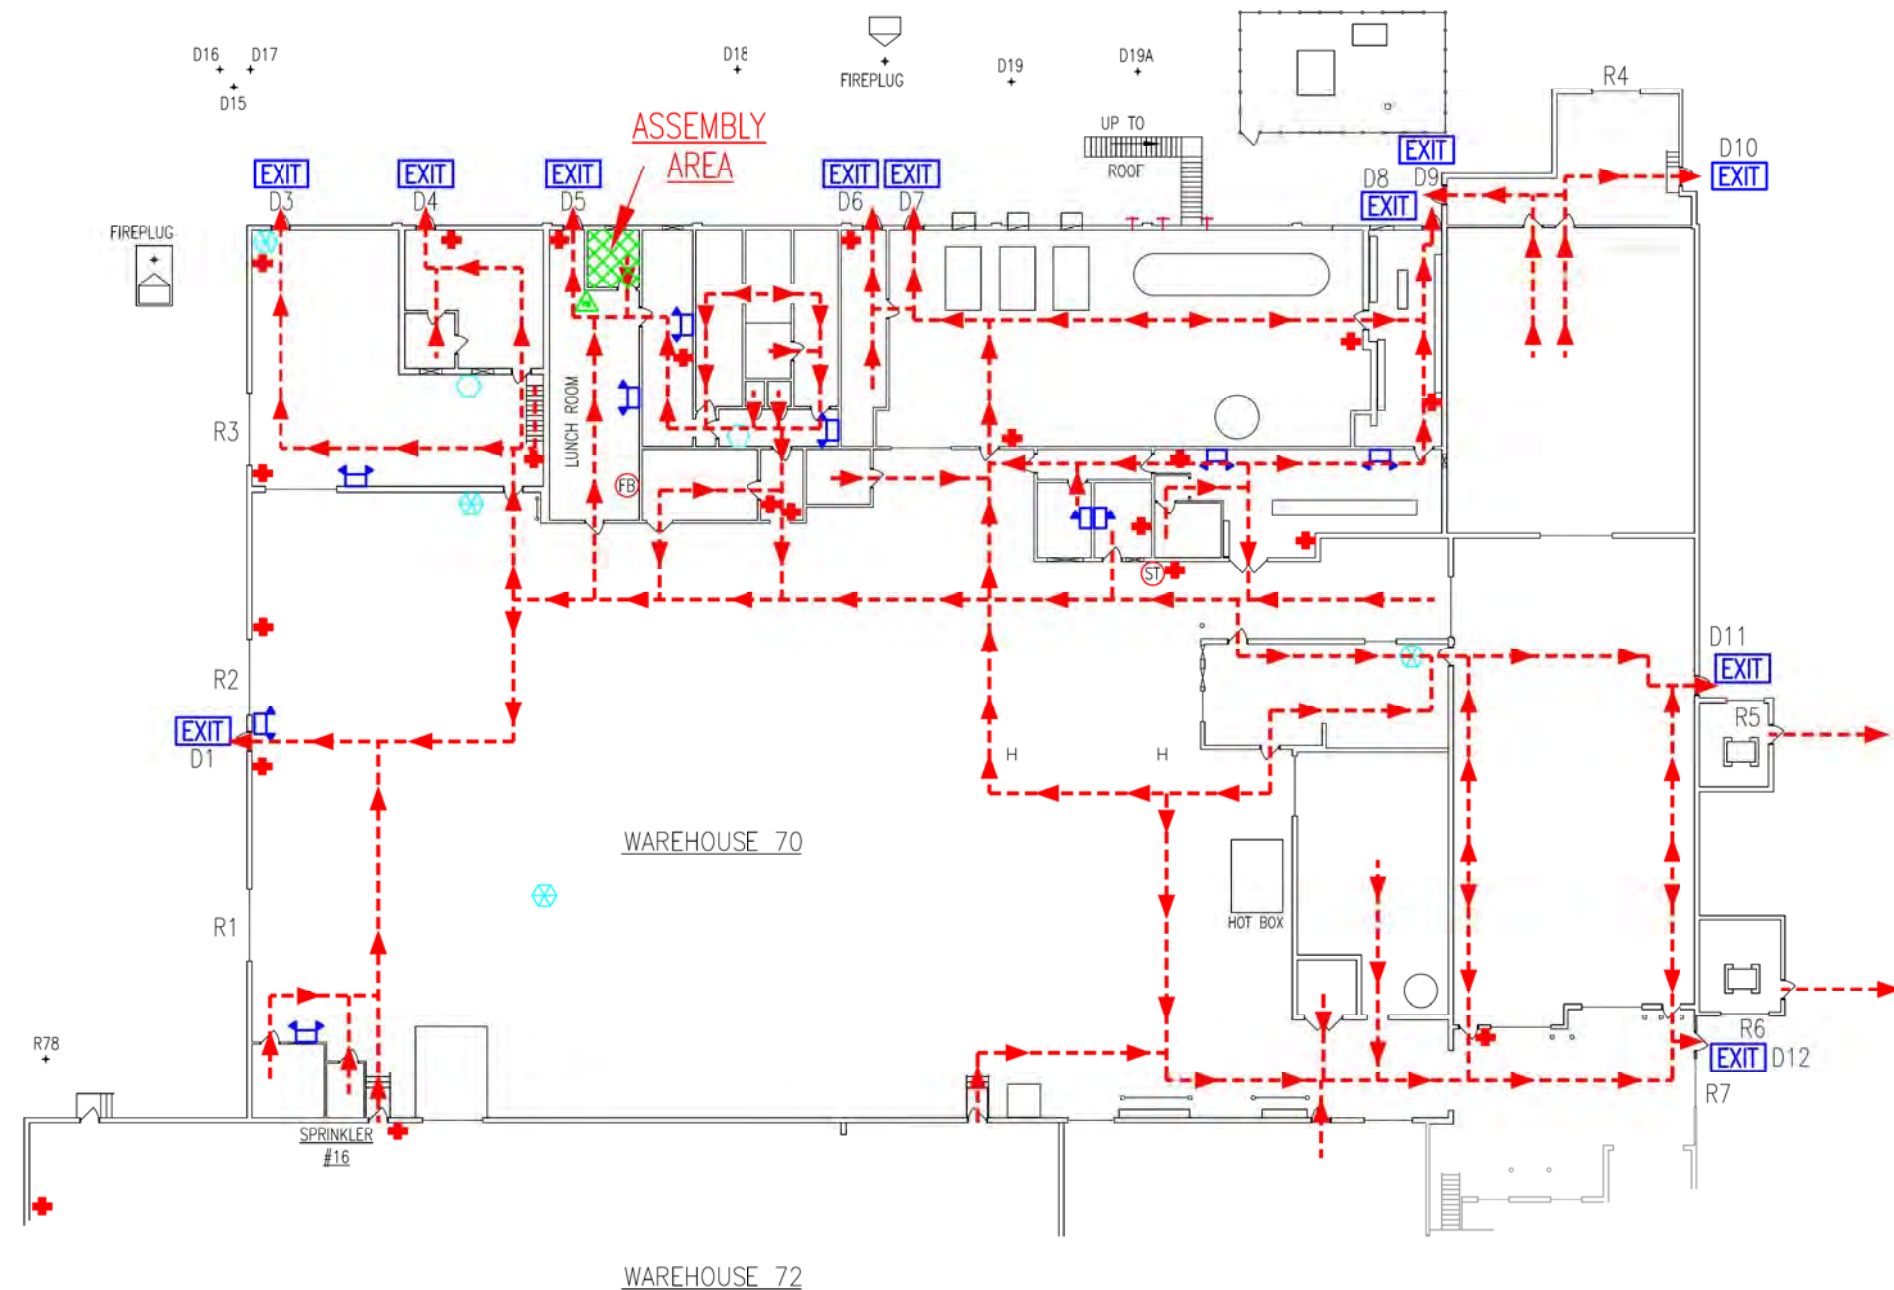 D16
D17
D15
D18
FIREPLUG
D19
D19A
R4
ASSEMBLY
AREA
UP TO
ROOF
EXIT
D3
EXIT
D4
EXIT
D5
EXIT
D6
EXIT
D7
D8
EXIT
EXIT
D9
D10
EXIT
FIREPLUG
R3
LUNCH ROOM
FB
ST
R2
EXIT
D1
D11
EXIT
R5
H
H
WAREHOUSE 70
R1
HOT BOX
R78
R6
EXIT D12
R7
SPRINKLER
#16
WAREHOUSE 72